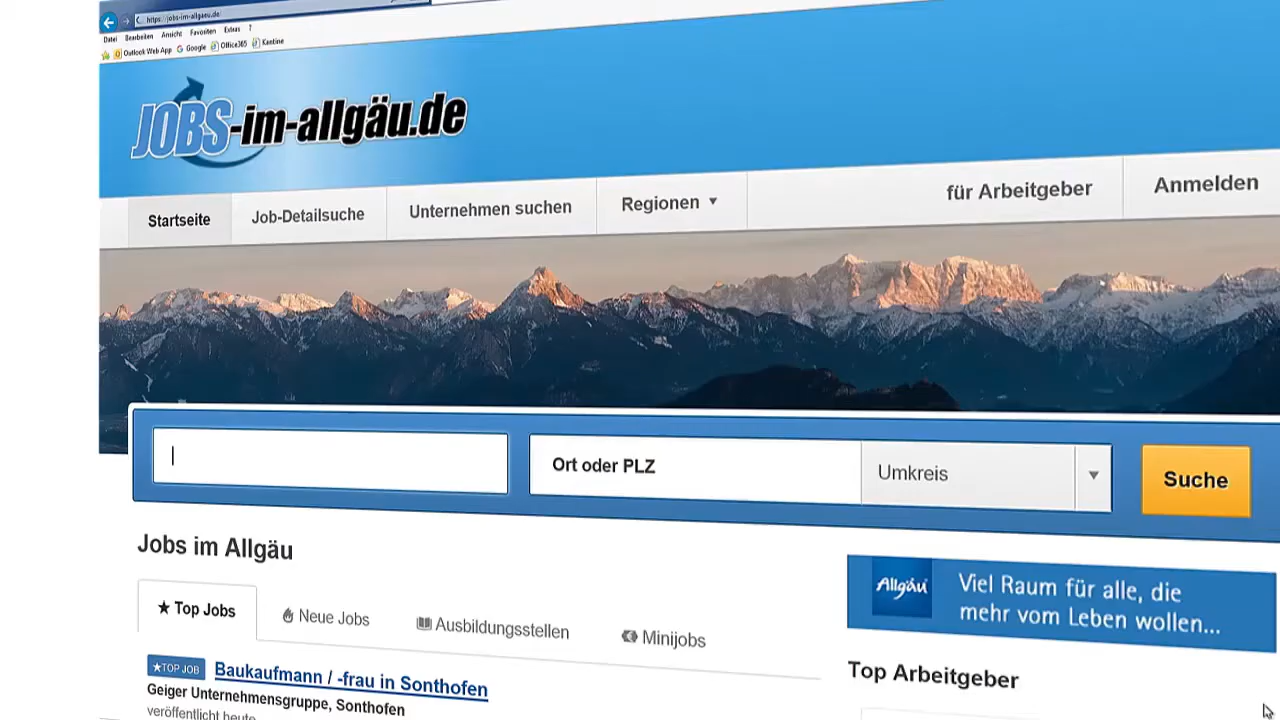 https://jobs-im-allgaeu.de
Datei Bearbeiten Ansicht Favoriten Extras ?
Outlook Web App Google Office365 Kantine
JOBS-im-allgäu.de
Startseite Job-Detailsuche Unternehmen suchen Regionen für Arbeitgeber Anmelden
Ort oder PLZ Umkreis Suche
Jobs im Allgäu
Allgäu Viel Raum für alle, die
mehr vom Leben wollen...
Top Jobs Neue Jobs Ausbildungsstellen Minijobs
Top Arbeitgeber
TOP JOB Baukaufmann / -frau in Sonthofen
Geiger Unternehmensgruppe, Sonthofen
veröffentlicht heute